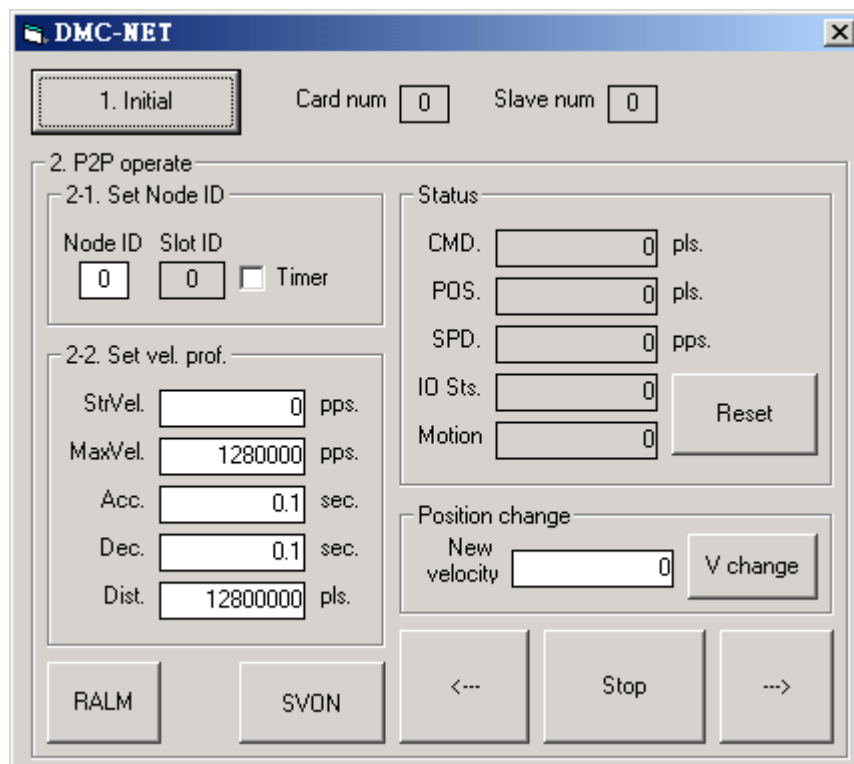 DMC-NET
1. Initial
Card num 0
Slave num 0
2. P2P operate
2-1. Set Node ID
Node ID Slot ID
0 0 Timer
2-2. Set vel. prof.
StrVel. 0 pps.
MaxVel. 1280000 pps.
Acc. 0.1 sec.
Dec. 0.1 sec.
Dist. 12800000 pls.
RALM
SVON
Status
CMD. 0 pls.
POS. 0 pls.
SPD. 0 pps.
IO Sts. 0
Motion 0
Reset
Position change
New
velocity 0
V change
<---
Stop
--->